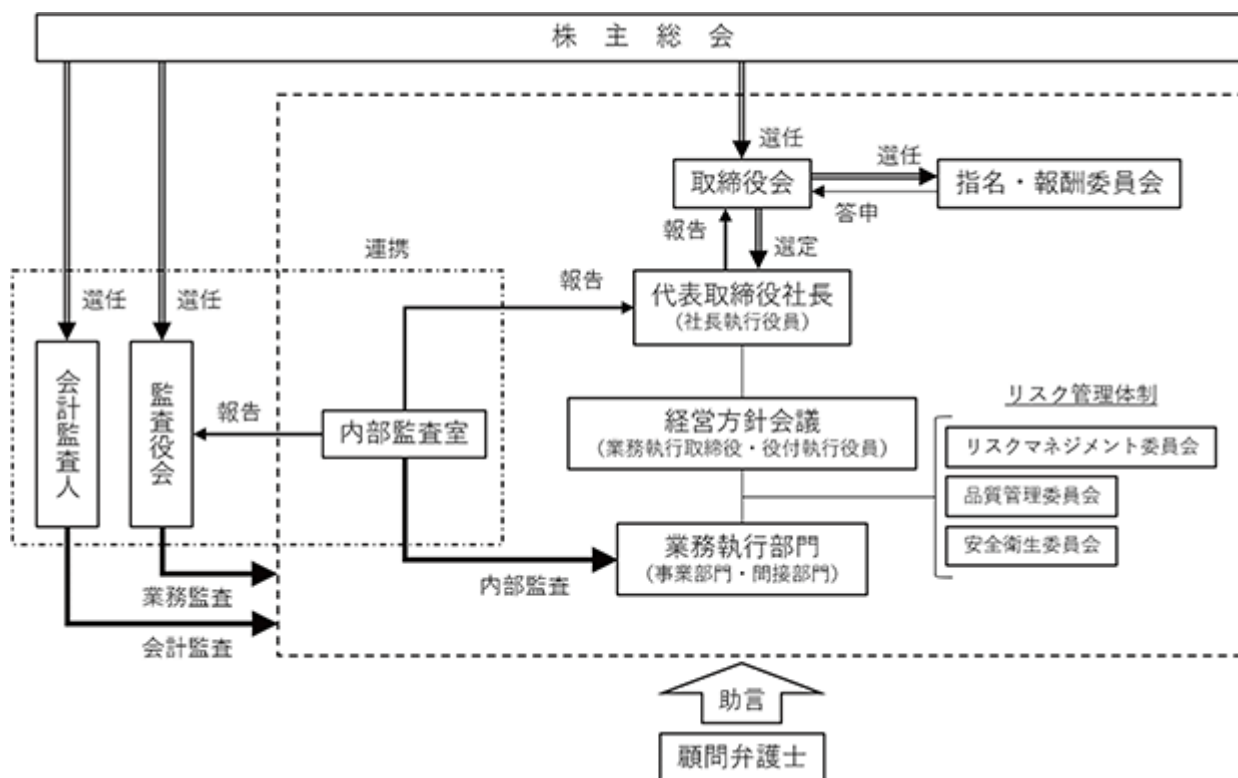 株主総会
選任
選任
取締役会
指名・報酬委員会
答申
報告
選定
連携
報告
代表取締役社長
(社長執行役員)
選任
選任
会計監査人
監査役会
報告
内部監査室
経営方針会議
(業務執行取締役・役付執行役員)
リスク管理体制
リスクマネジメント委員会
品質管理委員会
安全衛生委員会
業務執行部門
(事業部門・間接部門)
内部監査
業務監査
会計監査
助言
顧問弁護士